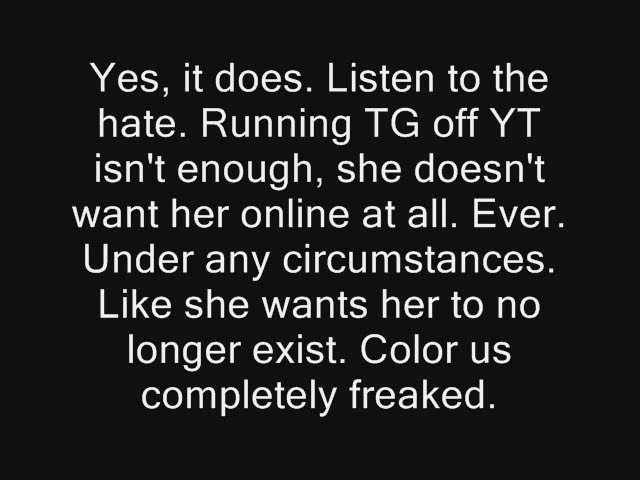 Yes, it does. Listen to the
hate. Running TG off YT
isn't enough, she doesn't
want her online at all. Ever.
Under any circumstances.
Like she wants her to no
longer exist. Color us
completely freaked.